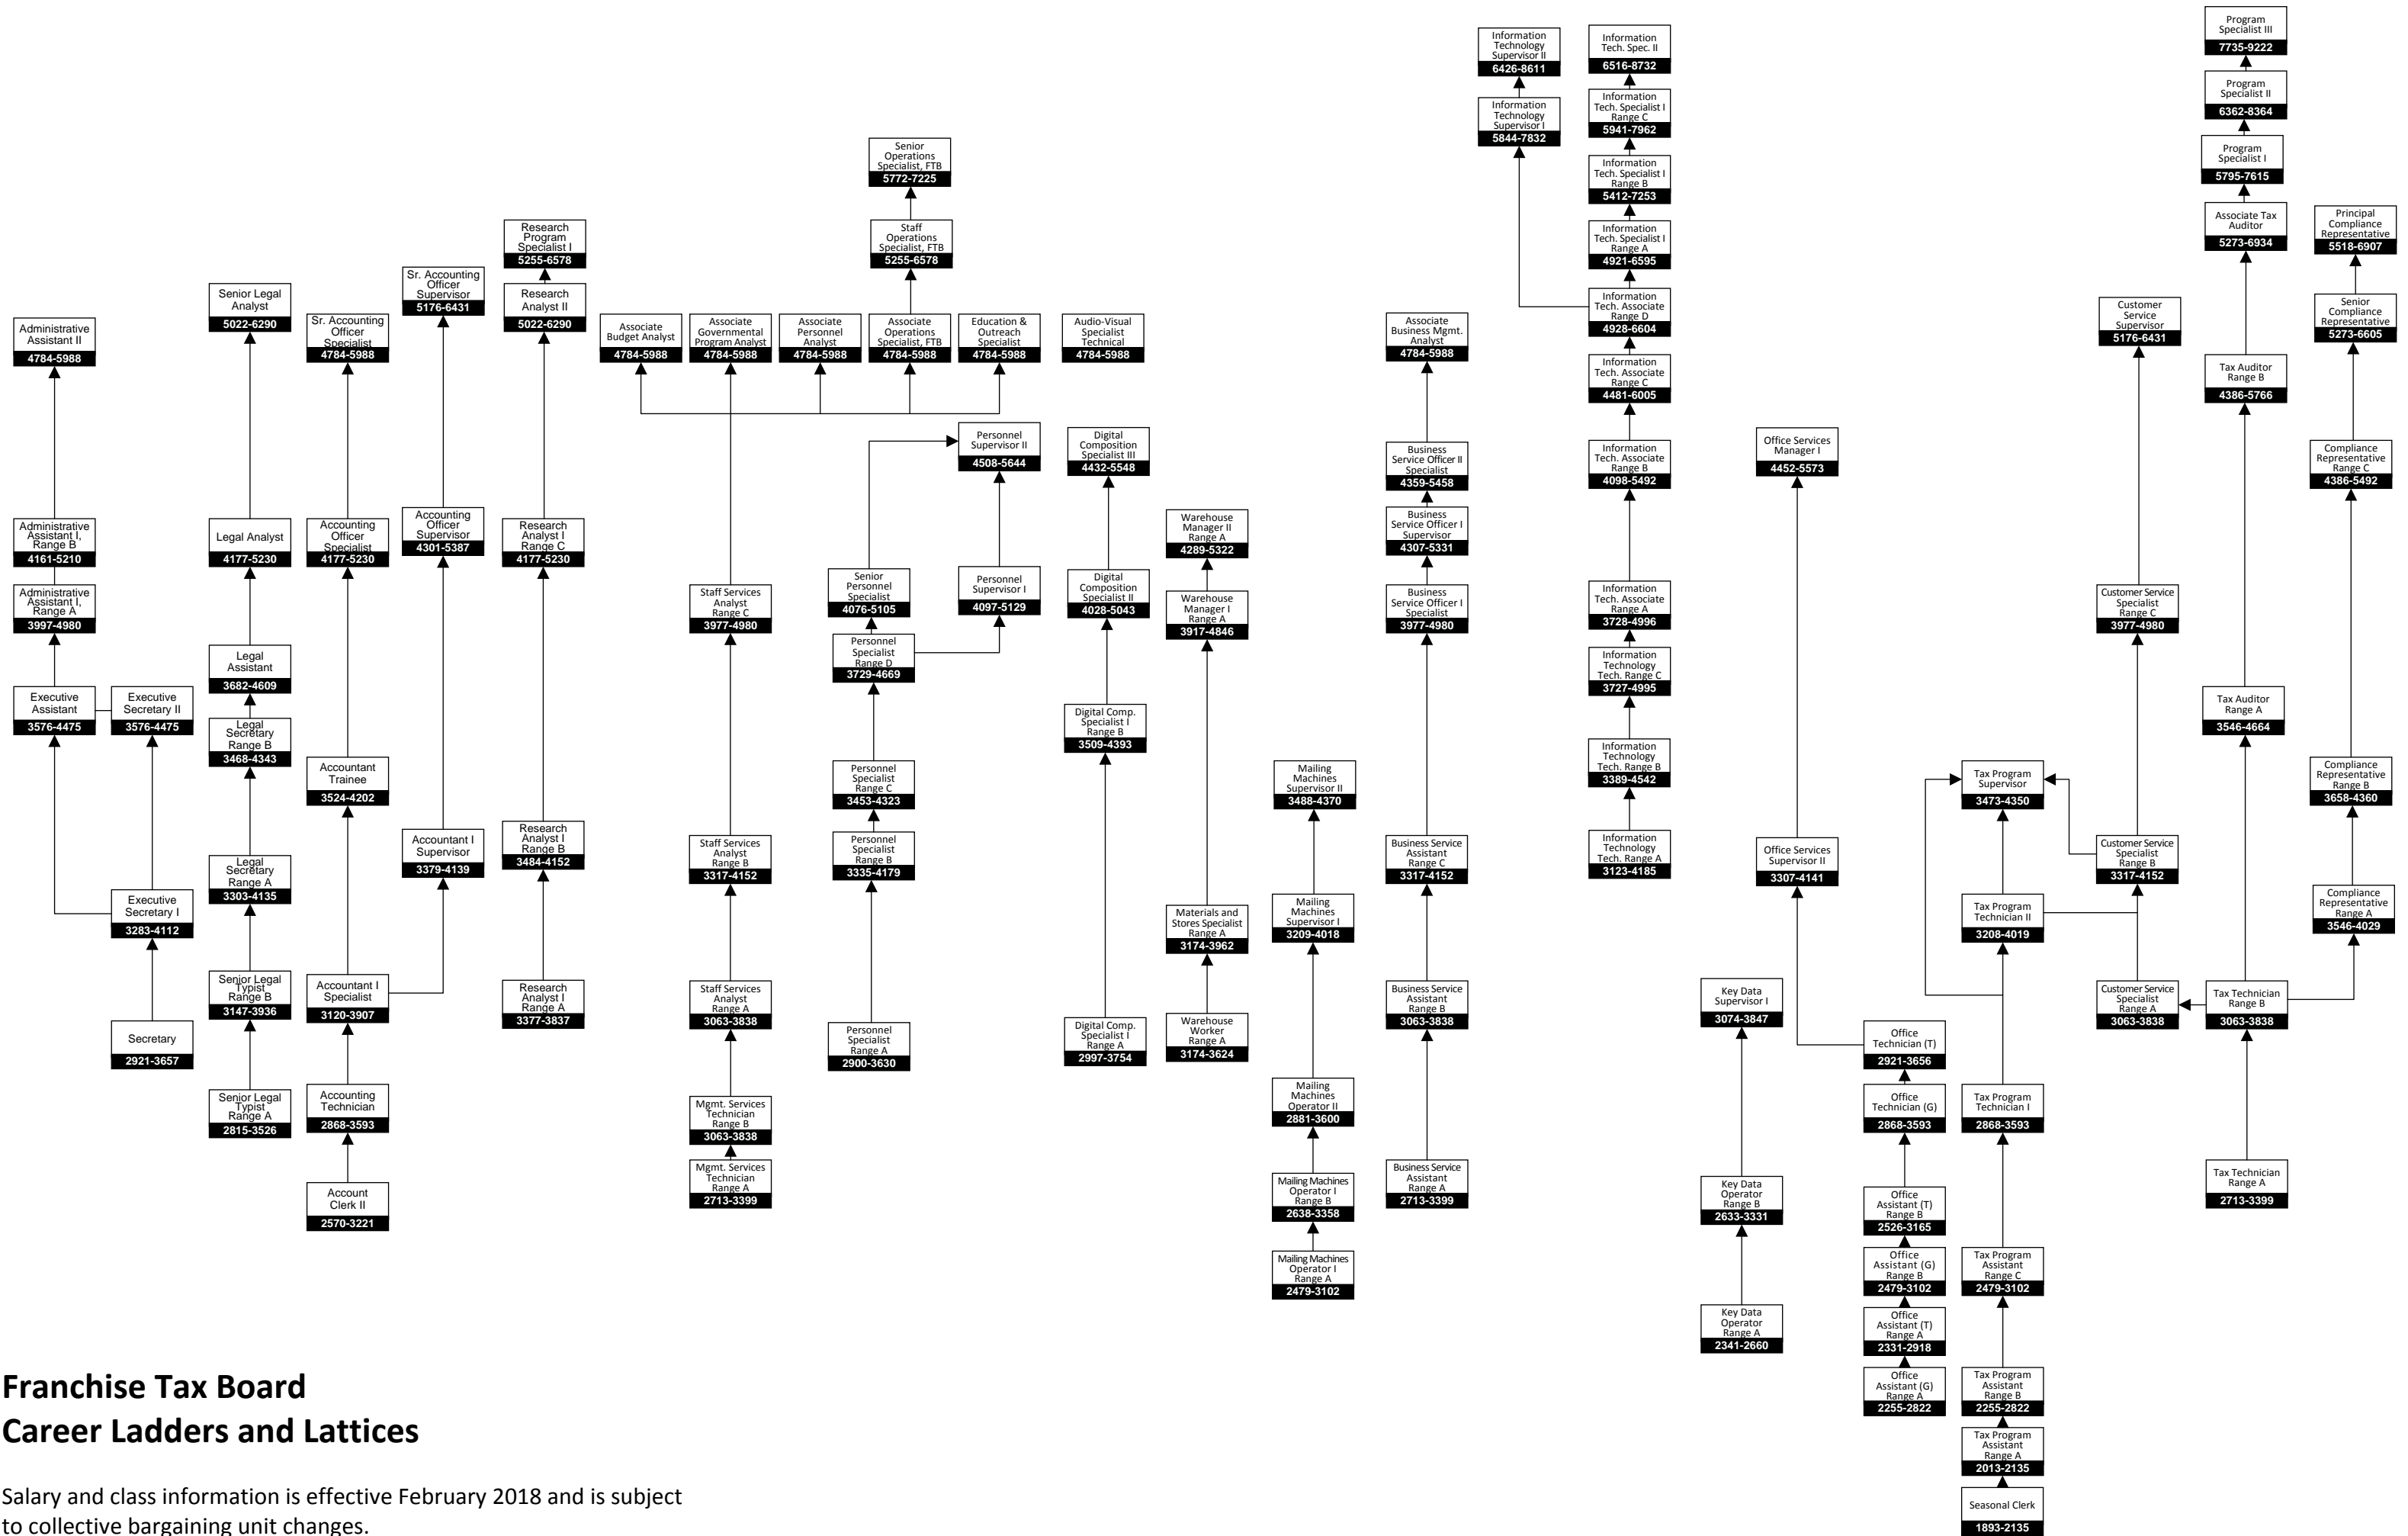 Administrative
Assistant II
4784-5988
Administrative
Assistant I,
Range B
4161-5210
Administrative
Assistant I,
Range A
3997-4980
Executive
Assistant
3576-4475
Executive
Secretary II
3576-4475
Executive
Secretary I
3283-4112
Secretary
2921-3657
Senior Legal
Analyst
5022-6290
Legal Analyst
4177-5230
Legal
Assistant
3682-4609
Legal
Secretary
Range B
3468-4343
Legal
Secretary
Range A
3303-4135
Senior Legal
Typist
Range B
3147-3936
Senior Legal
Typist
Range A
2815-3526
Sr. Accounting
Officer
Specialist
4784-5988
Accounting
Officer
Specialist
4177-5230
Accountant
Trainee
3524-4202
Accountant I
Specialist
3120-3907
Accounting
Technician
2868-3593
Account
Clerk II
2570-3221
Sr. Accounting
Officer
Supervisor
5176-6431
Accounting
Officer
Supervisor
4301-5387
Accountant I
Supervisor
3379-4139
Research
Program
Specialist I
5255-6578
Research
Analyst II
5022-6290
Research
Analyst I
Range C
4177-5230
Research
Analyst I
Range B
3484-4152
Research
Analyst I
Range A
3377-3837
Associate
Budget Analyst
4784-5988
Associate
Governmental
Program Analyst
4784-5988
Associate
Personnel
Analyst
4784-5988
Senior
Operations
Specialist, FTB
5772-7225
Staff
Operations
Specialist, FTB
5255-6578
Associate
Operations
Specialist, FTB
4784-5988
Education &
Outreach
Specialist
4784-5988
Audio-Visual
Specialist
Technical
4784-5988
Staff Services
Analyst
Range C
3977-4980
Staff Services
Analyst
Range B
3317-4152
Staff Services
Analyst
Range A
3063-3838
Mgmt. Services
Technician
Range B
3063-3838
Mgmt. Services
Technician
Range A
2713-3399
Personnel
Supervisor II
4508-5644
Senior
Personnel
Specialist
4076-5105
Personnel
Supervisor I
4097-5129
Personnel
Specialist
Range D
3729-4669
Personnel
Specialist
Range C
3453-4323
Personnel
Specialist
Range B
3335-4179
Personnel
Specialist
Range A
2900-3630
Digital
Composition
Specialist III
4432-5548
Digital
Composition
Specialist II
4028-5043
Digital Comp.
Specialist I
Range B
3509-4393
Digital Comp.
Specialist I
Range A
2997-3754
Warehouse
Manager II
Range A
4289-5322
Warehouse
Manager I
Range A
3917-4846
Materials and
Stores Specialist
Range A
3174-3962
Warehouse
Worker
Range A
3174-3624
Mailing
Machines
Supervisor II
3488-4370
Mailing
Machines
Supervisor I
3209-4018
Mailing
Machines
Operator II
2881-3600
Mailing Machines
Operator I
Range B
2638-3358
Mailing Machines
Operator I
Range A
2479-3102
Associate
Business Mgmt.
Analyst
4784-5988
Business
Service Officer II
Specialist
4359-5458
Business
Service Officer I
Supervisor
4307-5331
Business
Service Officer I
Specialist
3977-4980
Business Service
Assistant
Range C
3317-4152
Business Service
Assistant
Range B
3063-3838
Business Service
Assistant
Range A
2713-3399
Information
Technology
Supervisor II
6426-8611
Information
Technology
Supervisor I
5844-7832
Information
Tech. Spec. II
6516-8732
Information
Tech. Specialist I
Range C
5941-7962
Information
Tech. Specialist I
Range B
5412-7253
Information
Tech. Specialist I
Range A
4921-6595
Information
Tech. Associate
Range D
4928-6604
Information
Tech. Associate
Range C
4481-6005
Information
Tech. Associate
Range B
4098-5492
Information
Tech. Associate
Range A
3728-4996
Information
Technology
Tech. Range C
3727-4995
Information
Technology
Tech. Range B
3389-4542
Information
Technology
Tech. Range A
3123-4185
Key Data
Supervisor I
3074-3847
Key Data
Operator
Range B
2633-3331
Key Data
Operator
Range A
2341-2660
Office Services
Manager I
4452-5573
Office Services
Supervisor II
3307-4141
Office
Technician (T)
2921-3656
Office
Technician (G)
2868-3593
Office
Assistant (T)
Range B
2526-3165
Office
Assistant (G)
Range B
2479-3102
Office
Assistant (T)
Range A
2331-2918
Office
Assistant (G)
Range A
2255-2822
Tax Program
Supervisor
3473-4350
Tax Program
Technician II
3208-4019
Tax Program
Technician I
2868-3593
Tax Program
Assistant
Range C
2479-3102
Tax Program
Assistant
Range B
2255-2822
Tax Program
Assistant
Range A
2013-2135
Seasonal Clerk
1893-2135
Customer
Service
Supervisor
5176-6431
Customer Service
Specialist
Range C
3977-4980
Customer Service
Specialist
Range B
3317-4152
Customer Service
Specialist
Range A
3063-3838
Program
Specialist III
7735-9222
Program
Specialist II
6362-8364
Program
Specialist I
5795-7615
Associate Tax
Auditor
5273-6934
Tax Auditor
Range B
4386-5766
Tax Auditor
Range A
3546-4664
Tax Technician
Range B
3063-3838
Tax Technician
Range A
2713-3399
Principal
Compliance
Representative
5518-6907
Senior
Compliance
Representative
5273-6605
Compliance
Representative
Range C
4386-5492
Compliance
Representative
Range B
3658-4360
Compliance
Representative
Range A
3546-4029
Franchise Tax Board
Career Ladders and Lattices
Salary and class information is effective February 2018 and is subject
to collective bargaining unit changes.